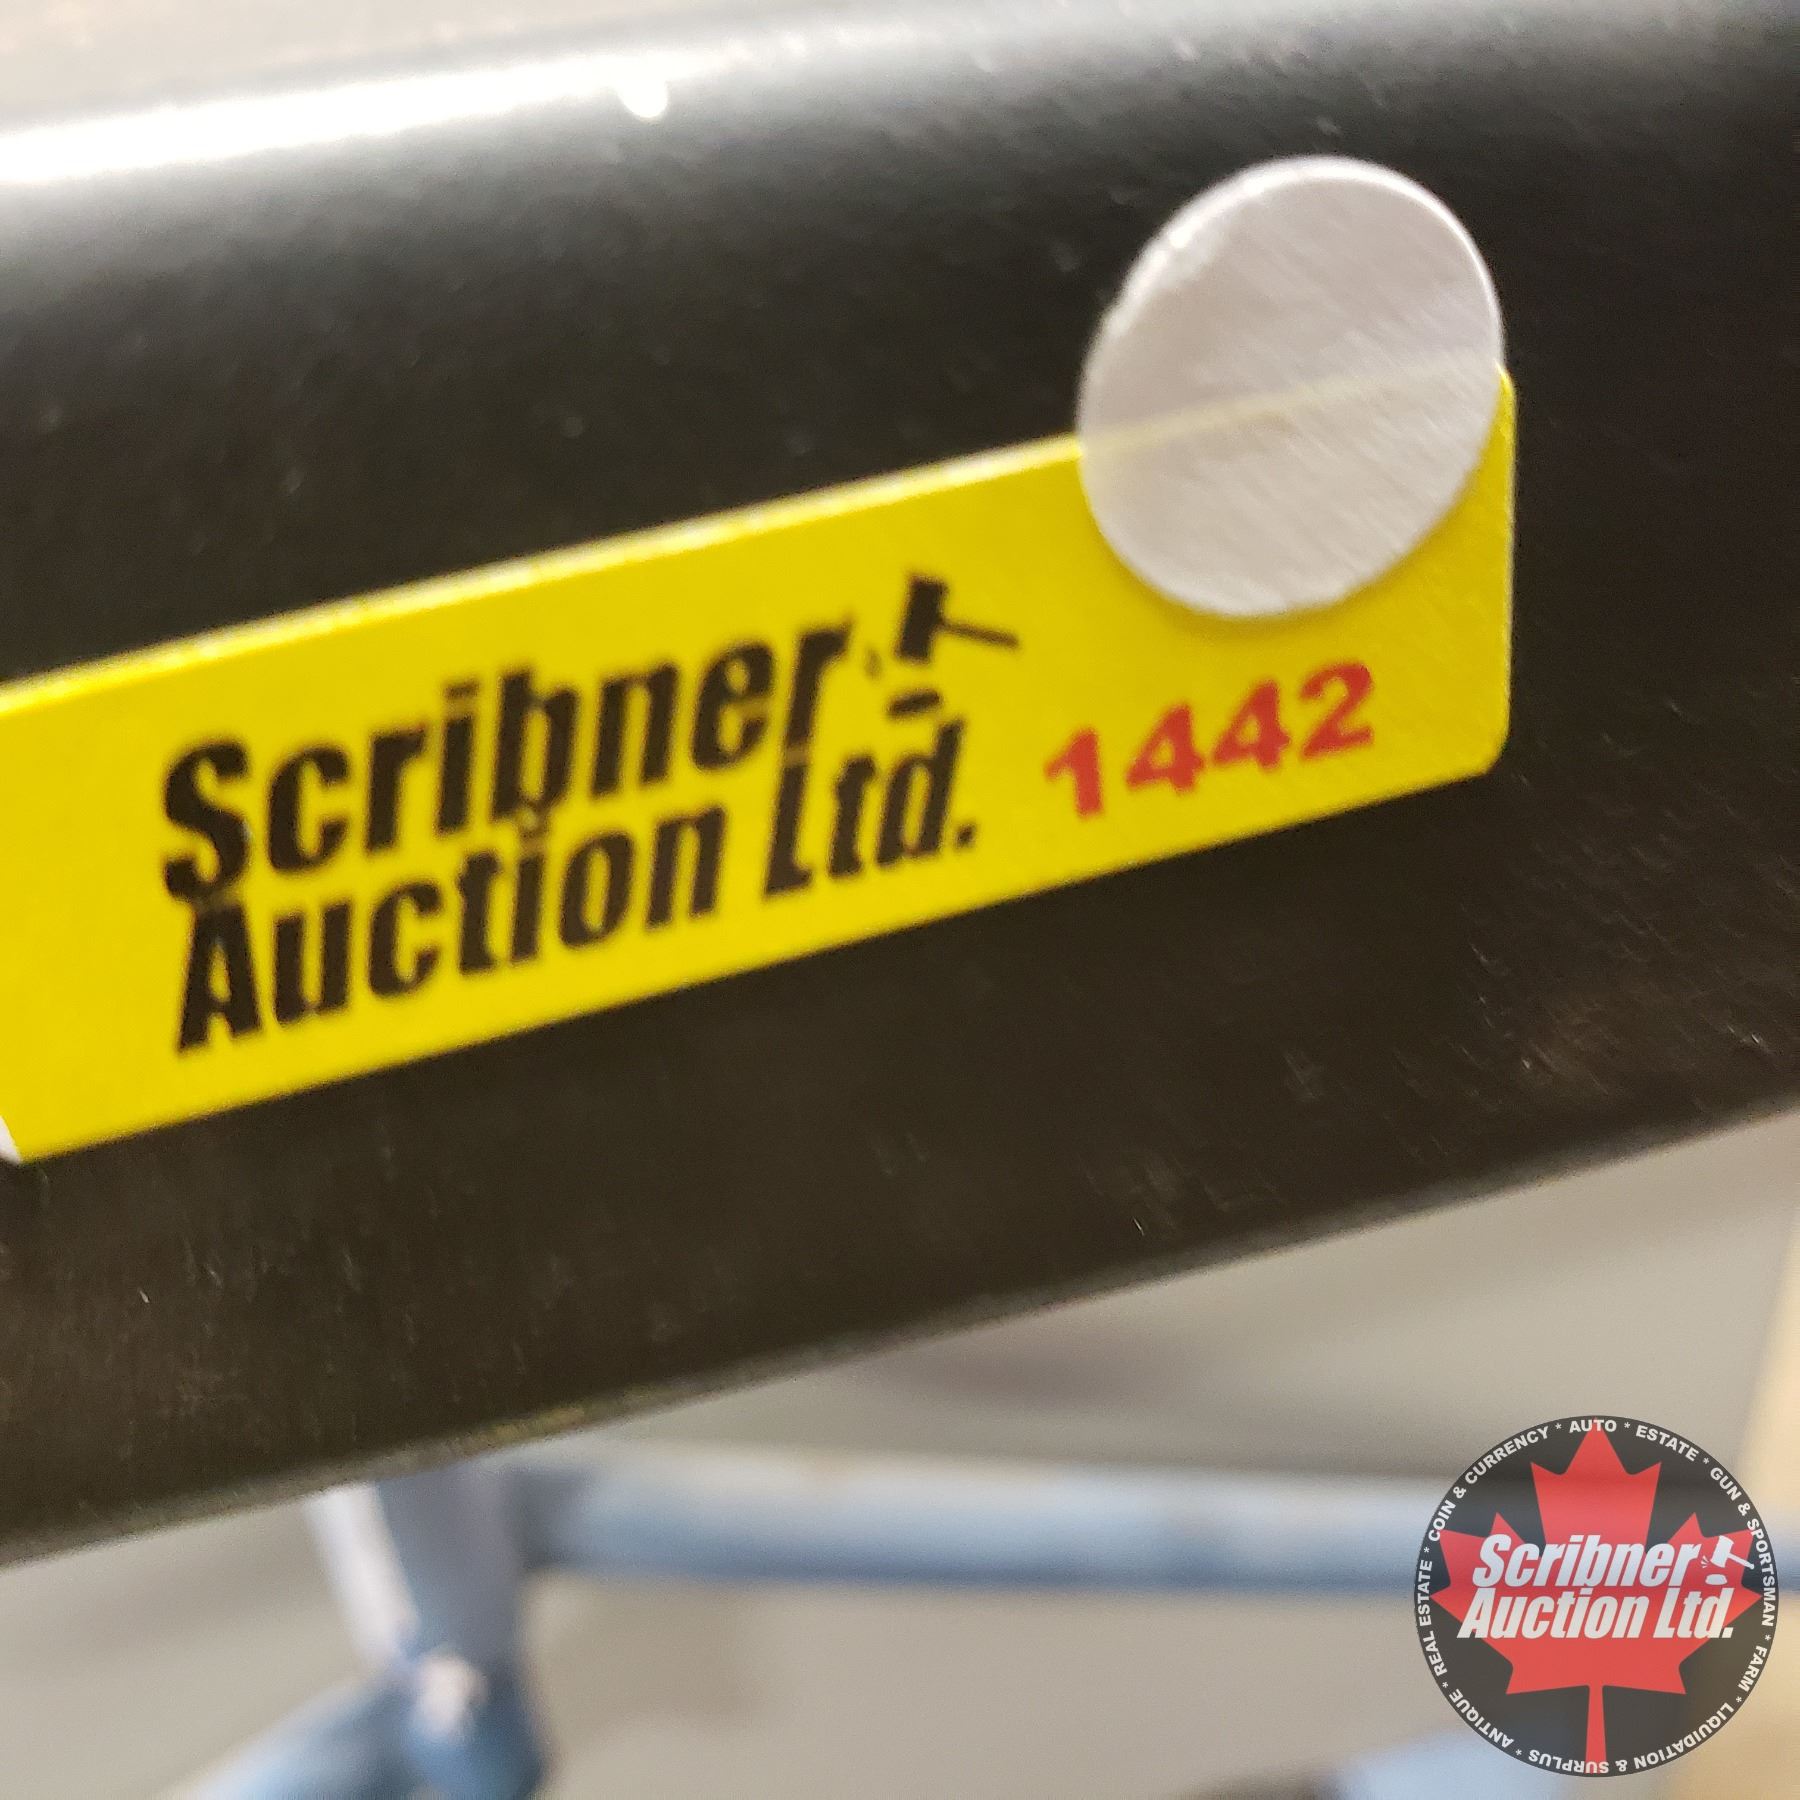 Scribner
Auction Ltd.
1442
COIN & CURRENCY * AUTO * ESTATE * GUN & SPORTSMAN * FARM * LIQUIDATION & SURPLUS * ANTIQUE * REAL ESTATE *
Scribner
Auction Ltd.